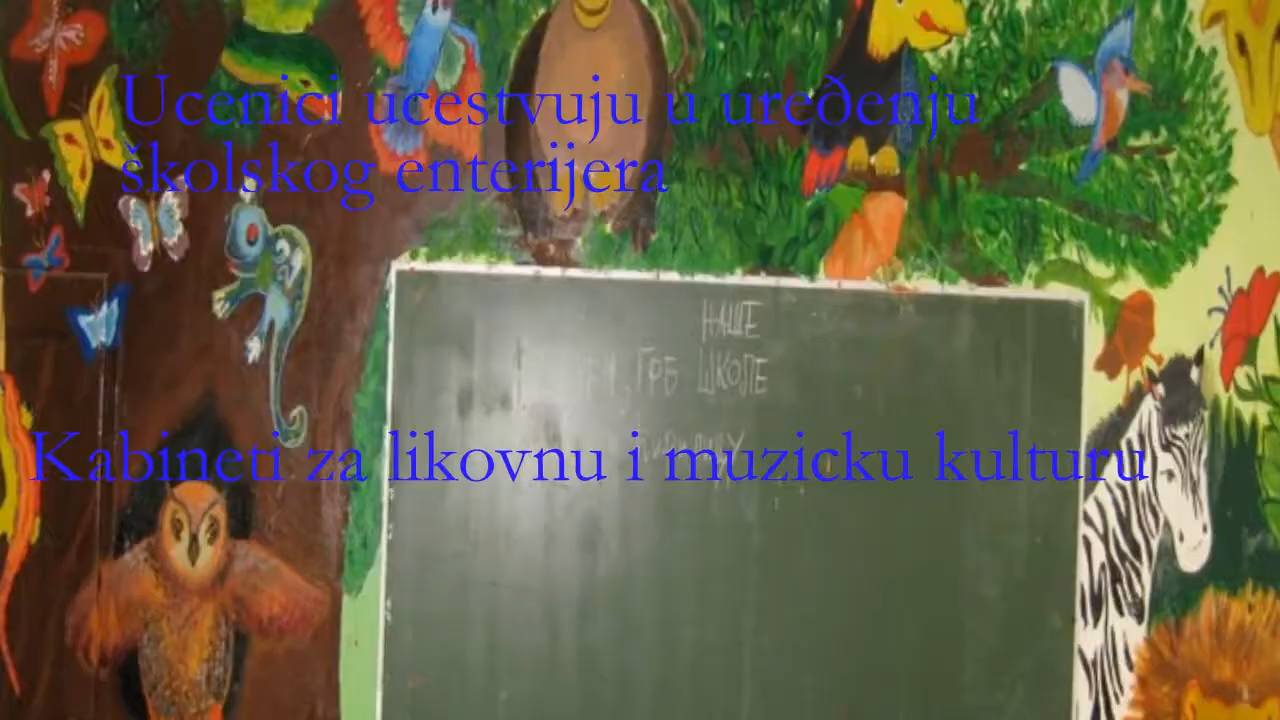 Ucenici ucestvuju u uređenju
školskog enterijera
НАШЕ
ГРБ ШКОЛЕ
Kabineti za likovnu i muzicku kulturu